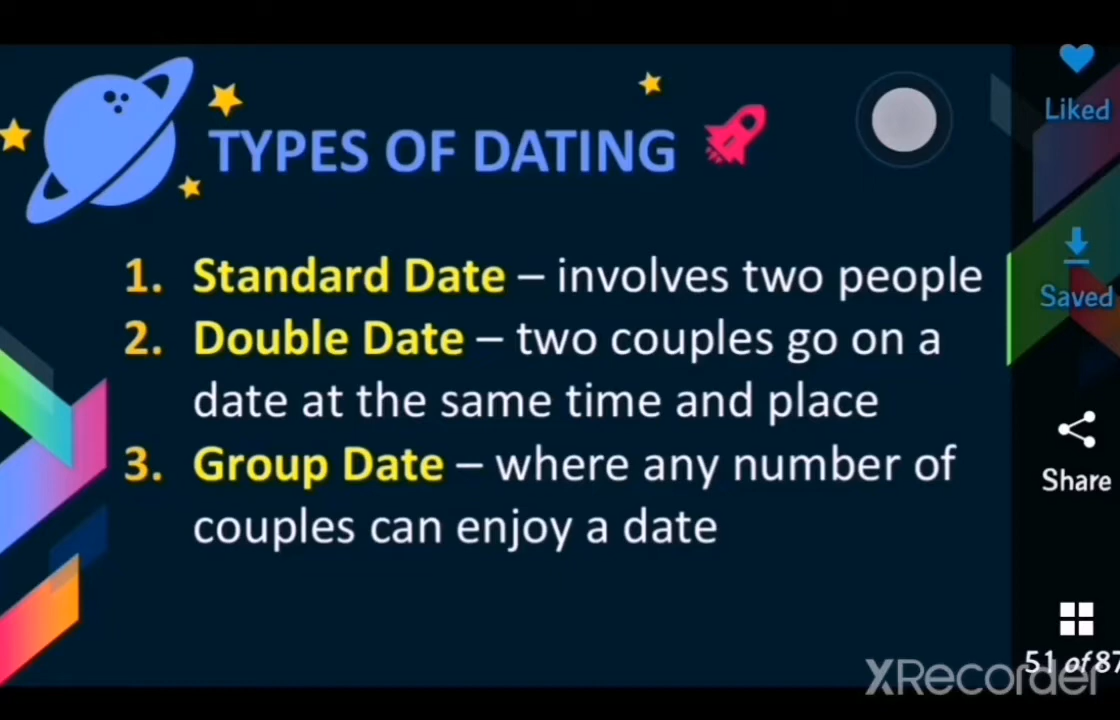 TYPES OF DATING
1. Standard Date – involves two people
2. Double Date – two couples go on a
date at the same time and place
3. Group Date – where any number of
couples can enjoy a date
Liked
Saved
Share
51 of 87
XRecorder